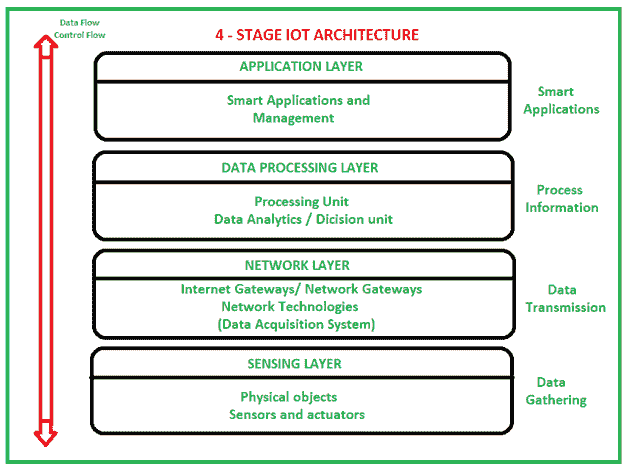 Data Flow
Control Flow
4 - STAGE IOT ARCHITECTURE
APPLICATION LAYER
Smart Applications and
Management
Smart
Applications
DATA PROCESSING LAYER
Processing Unit
Data Analytics / Dicision unit
Process
Information
NETWORK LAYER
Internet Gateways/ Network Gateways
Network Technologies
(Data Acquisition System)
Data
Transmission
SENSING LAYER
Physical objects
Sensors and actuators
Data
Gathering